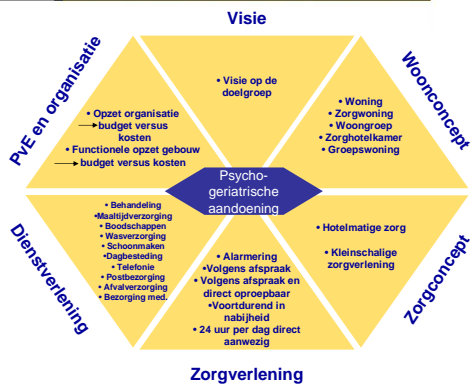 Visie
• Visie op de
doelgroep
Woonconcept
• Woning
• Zorgwoning
• Woongroep
• Zorghotelkamer
• Groepswoning
Zorgconcept
• Hotelmatige zorg
• Kleinschalige
zorgverlening
Zorgverlening
• Alarmering
•Volgens afspraak
• Volgens afspraak en
direct oproepbaar
•Voortdurend in
nabijheid
• 24 uur per dag direct
aanwezig
Dienstverlening
• Behandeling
•Maaltijdverzorging
• Boodschappen
• Wasverzorging
• Schoonmaken
•Dagbesteding
• Telefonie
• Postbezorging
• Afvalverzorging
• Bezorging med.
PvE en organisatie
• Opzet organisatie
budget versus
kosten
• Functionele opzet gebouw
budget versus kosten
Psycho-
geriatrische
aandoening